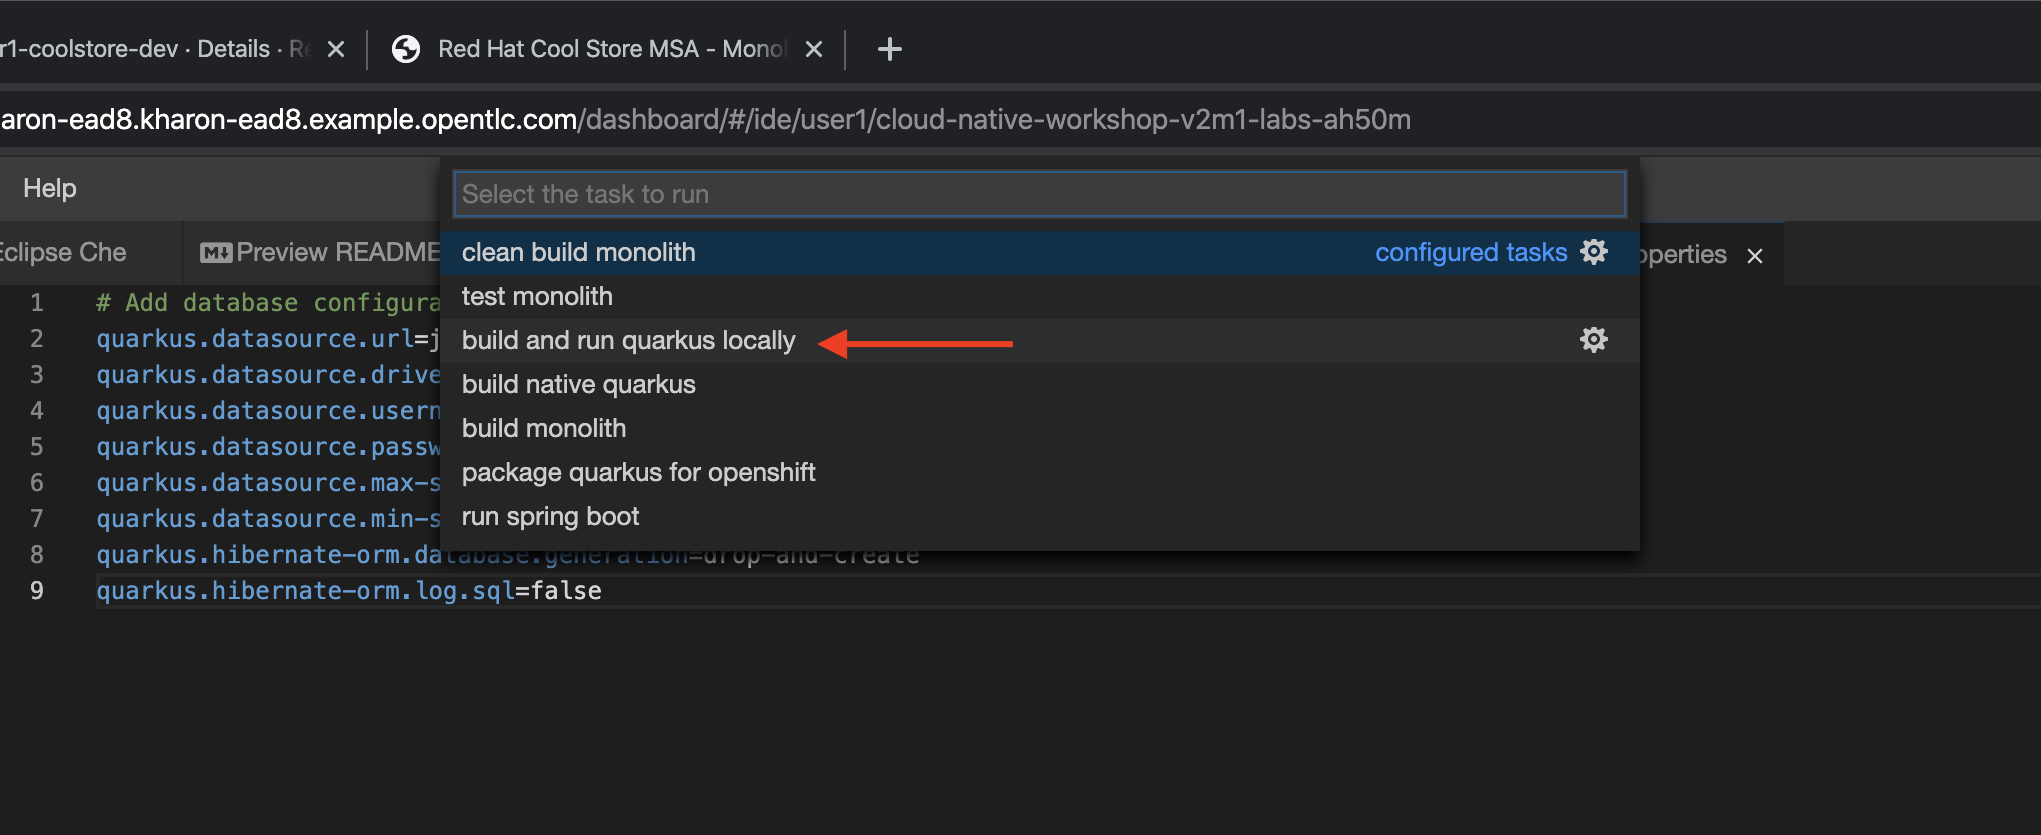 r1-coolstore-dev · Details ·
Red Hat Cool Store MSA -
aron-ead8.kharon-ead8.example.opentlc.com/dashboard/#/ide/user1/cloud-native-workshop-v2m1-labs-ah50m
Help
Select the task to run
Eclipse Che
Preview README
operties
clean build monolith configured tasks
test monolith
build and run quarkus locally
build native quarkus
build monolith
package quarkus for openshift
run spring boot
1 # Add database configura
2 quarkus.datasource.url=j
3 quarkus.datasource.drive
4 quarkus.datasource.usern
5 quarkus.datasource.passw
6 quarkus.datasource.max-s
7 quarkus.datasource.min-s
8 quarkus.hibernate-orm.database.generation=drop-and-create
9 quarkus.hibernate-orm.log.sql=false